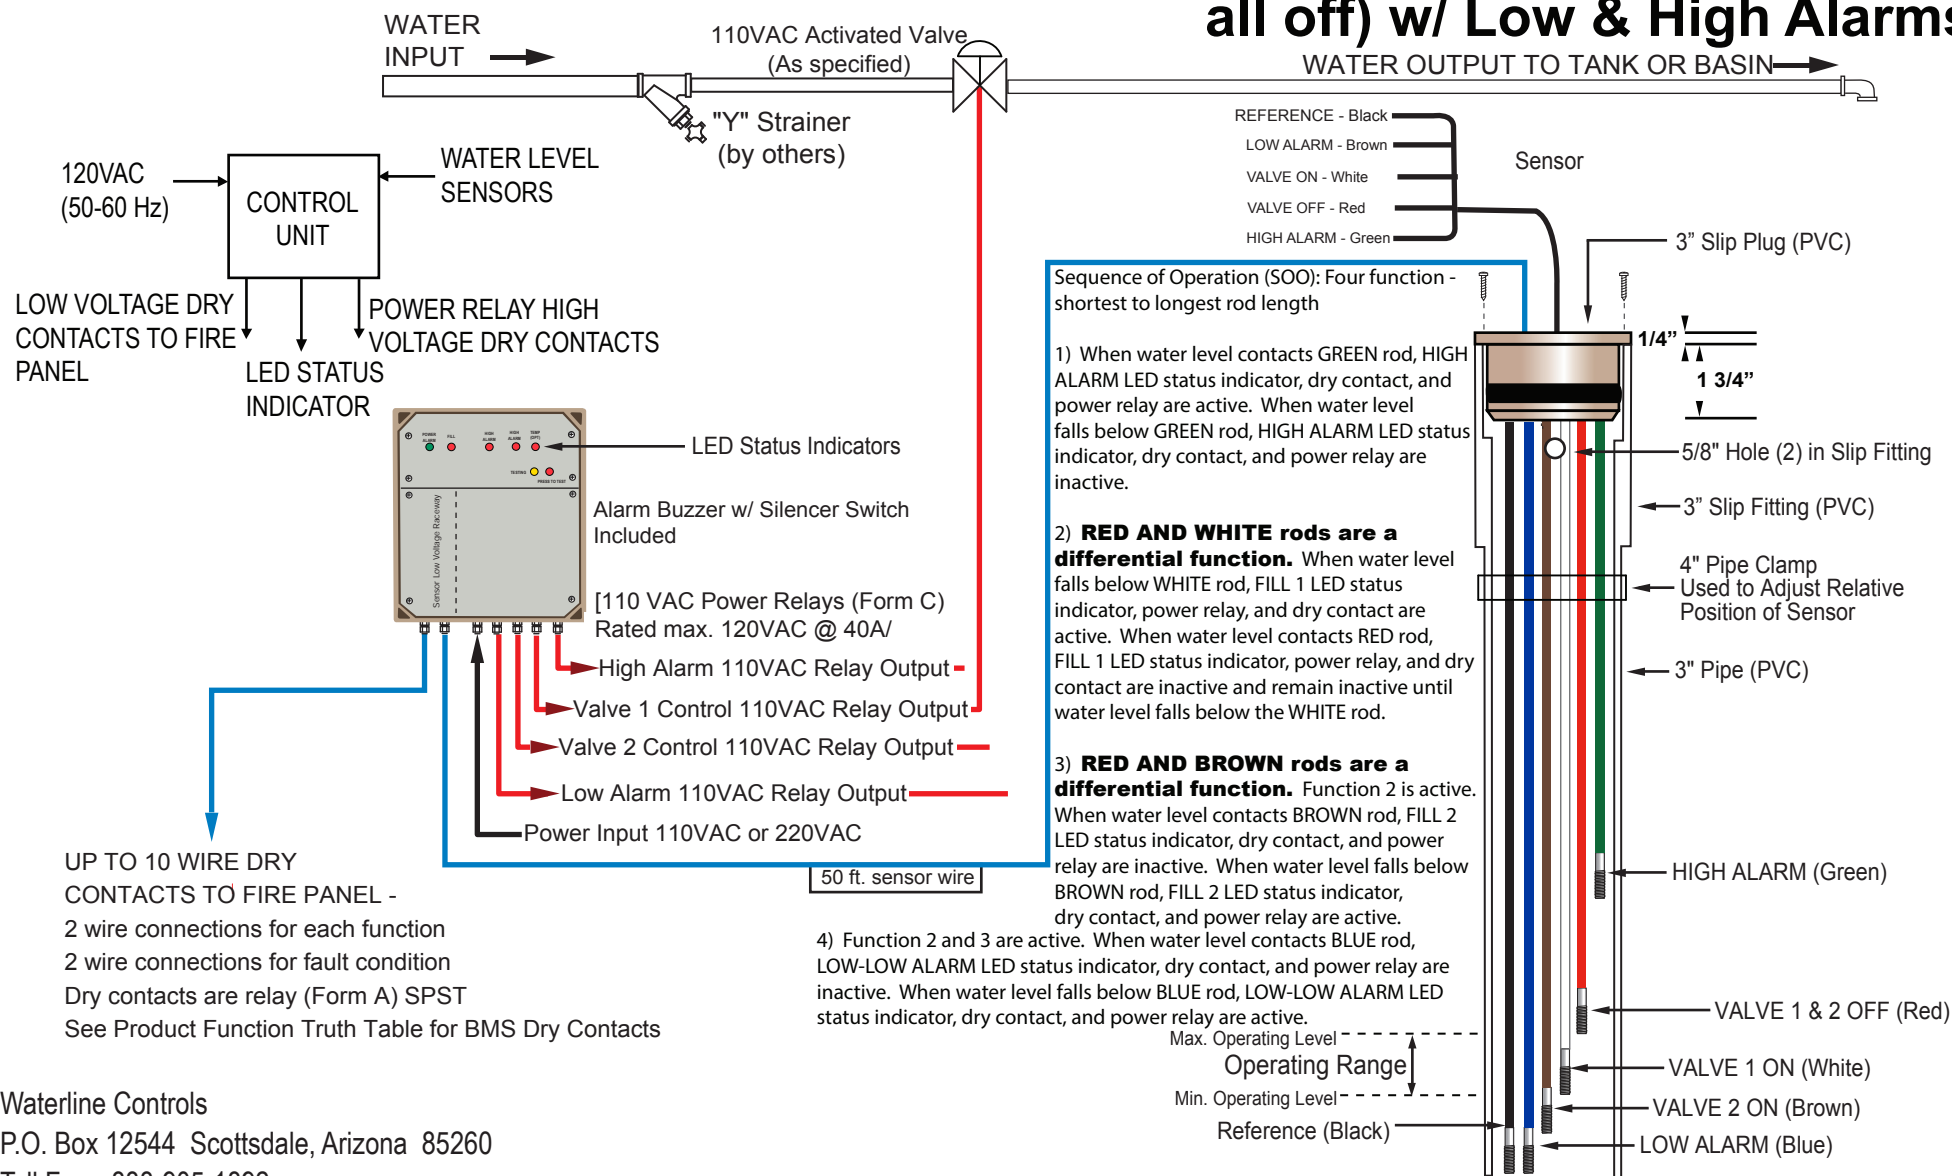 all off) w/ Low & High Alarms
WATER
INPUT
110VAC Activated Valve
(As specified)
WATER OUTPUT TO TANK OR BASIN
"Y" Strainer
(by others)
REFERENCE - Black
LOW ALARM - Brown
VALVE ON - White
VALVE OFF - Red
HIGH ALARM - Green
Sensor
120VAC
(50-60 Hz)
CONTROL
UNIT
WATER LEVEL
SENSORS
LOW VOLTAGE DRY
CONTACTS TO FIRE
PANEL
LED STATUS
INDICATOR
POWER RELAY HIGH
VOLTAGE DRY CONTACTS
POWER
ALARM
FILL
HIGH
ALARM
HIGH
ALARM
TEMP
(OPT)
TESTING
PRESS TO TEST
Sensor Low Voltage Raceway
LED Status Indicators
Alarm Buzzer w/ Silencer Switch
Included
[110 VAC Power Relays (Form C)
Rated max. 120VAC @ 40A/
High Alarm 110VAC Relay Output
Valve 1 Control 110VAC Relay Output
Valve 2 Control 110VAC Relay Output
Low Alarm 110VAC Relay Output
Power Input 110VAC or 220VAC
50 ft. sensor wire
UP TO 10 WIRE DRY
CONTACTS TO FIRE PANEL -
2 wire connections for each function
2 wire connections for fault condition
Dry contacts are relay (Form A) SPST
See Product Function Truth Table for BMS Dry Contacts
Sequence of Operation (SOO): Four function -
shortest to longest rod length
1) When water level contacts GREEN rod, HIGH
ALARM LED status indicator, dry contact, and
power relay are active. When water level
falls below GREEN rod, HIGH ALARM LED status
indicator, dry contact, and power relay are
inactive.
2) RED AND WHITE rods are a
differential function. When water level
falls below WHITE rod, FILL 1 LED status
indicator, power relay, and dry contact are
active. When water level contacts RED rod,
FILL 1 LED status indicator, power relay, and dry
contact are inactive and remain inactive until
water level falls below the WHITE rod.
3) RED AND BROWN rods are a
differential function. Function 2 is active.
When water level contacts BROWN rod, FILL 2
LED status indicator, dry contact, and power
relay are inactive. When water level falls below
BROWN rod, FILL 2 LED status indicator,
dry contact, and power relay are active.
4) Function 2 and 3 are active. When water level contacts BLUE rod,
LOW-LOW ALARM LED status indicator, dry contact, and power relay are
inactive. When water level falls below BLUE rod, LOW-LOW ALARM LED
status indicator, dry contact, and power relay are active.
3” Slip Plug (PVC)
1/4”
1 3/4”
5/8" Hole (2) in Slip Fitting
3” Slip Fitting (PVC)
4" Pipe Clamp
Used to Adjust Relative
Position of Sensor
3" Pipe (PVC)
HIGH ALARM (Green)
VALVE 1 & 2 OFF (Red)
VALVE 1 ON (White)
VALVE 2 ON (Brown)
LOW ALARM (Blue)
Max. Operating Level
Operating Range
Min. Operating Level
Reference (Black)
Waterline Controls
P.O. Box 12544 Scottsdale, Arizona 85260